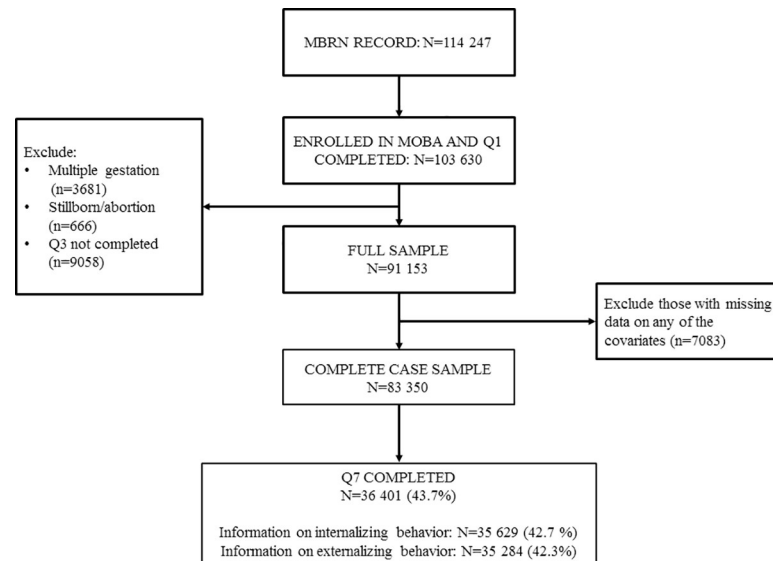 MBRN RECORD: N=114 247
ENROLLED IN MOBA AND Q1
COMPLETED: N=103 630
Exclude:
• Multiple gestation
(n=3681)
• Stillborn/abortion
(n=666)
• Q3 not completed
(n=9058)
FULL SAMPLE
N=91 153
Exclude those with missing
data on any of the
covariates (n=7083)
COMPLETE CASE SAMPLE
N=83 350
Q7 COMPLETED
N=36 401 (43.7%)
Information on internalizing behavior: N=35 629 (42.7 %)
Information on externalizing behavior: N=35 284 (42.3%)